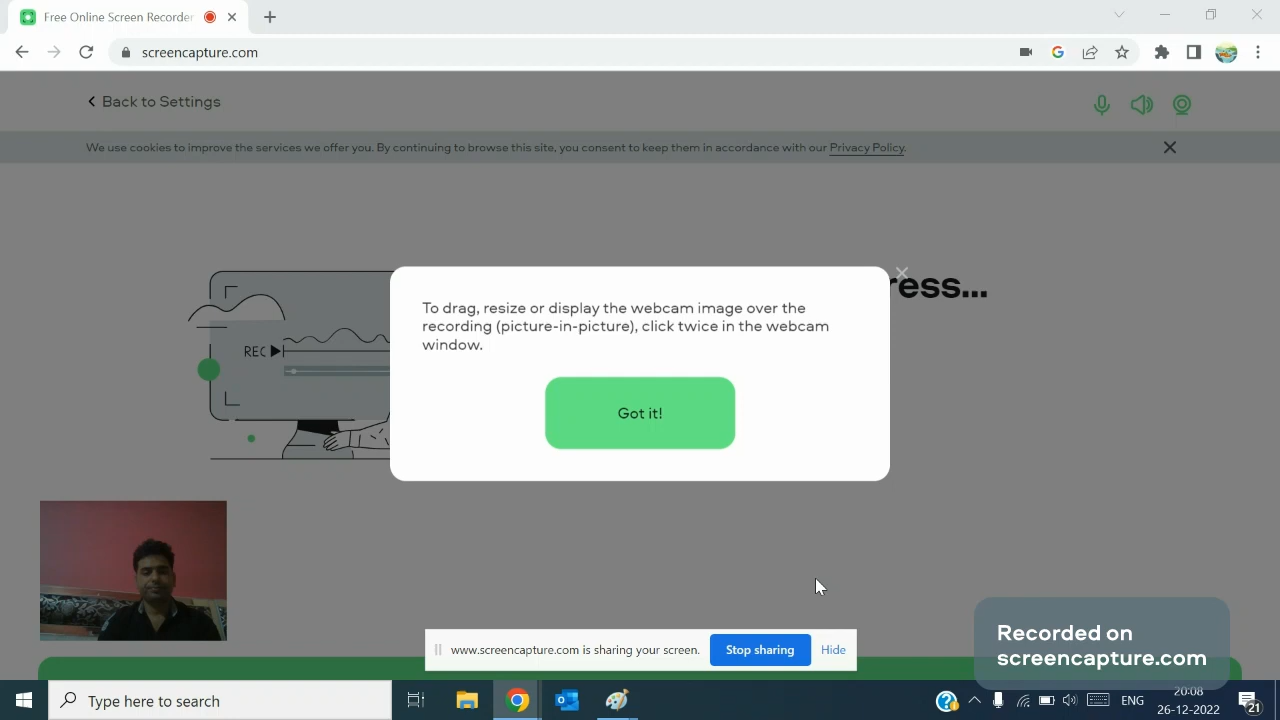 Free Online Screen Recorder
screencapture.com
Back to Settings
We use cookies to improve the services we offer you. By continuing to browse this site, you consent to keep them in accordance with our Privacy Policy.
ress...
REC
To drag, resize or display the webcam image over the
recording (picture-in-picture), click twice in the webcam
window.
Got it!
www.screencapture.com is sharing your screen.
Stop sharing
Hide
Recorded on
screencapture.com
Type here to search
ENG
20:08
26-12-2022
21